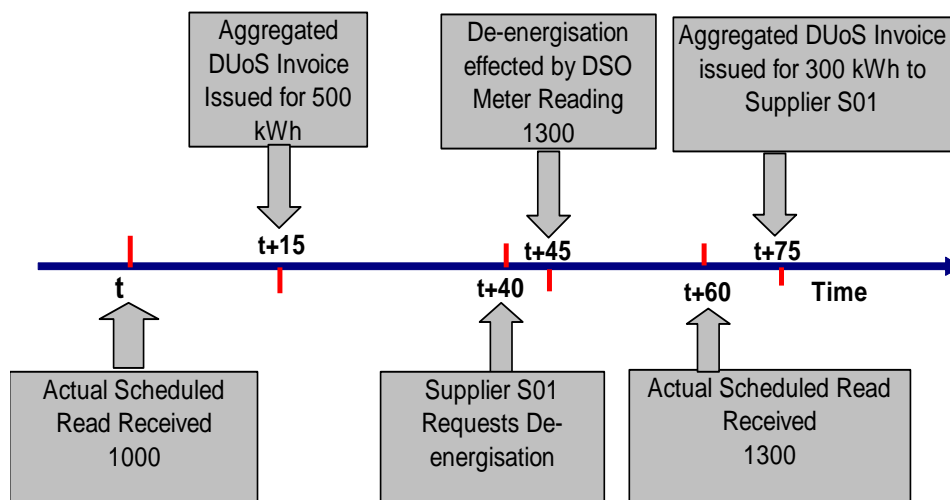 Aggregated
DUoS Invoice
Issued for 500
kWh
De-energisation
effected by DSO
Meter Reading
1300
Aggregated DUoS Invoice
issued for 300 kWh to
Supplier S01
t+15
t+45
t+75
t
t+40
t+60
Time
Actual Scheduled
Read Received
1000
Supplier S01
Requests De-
energisation
Actual Scheduled Read
Received
1300